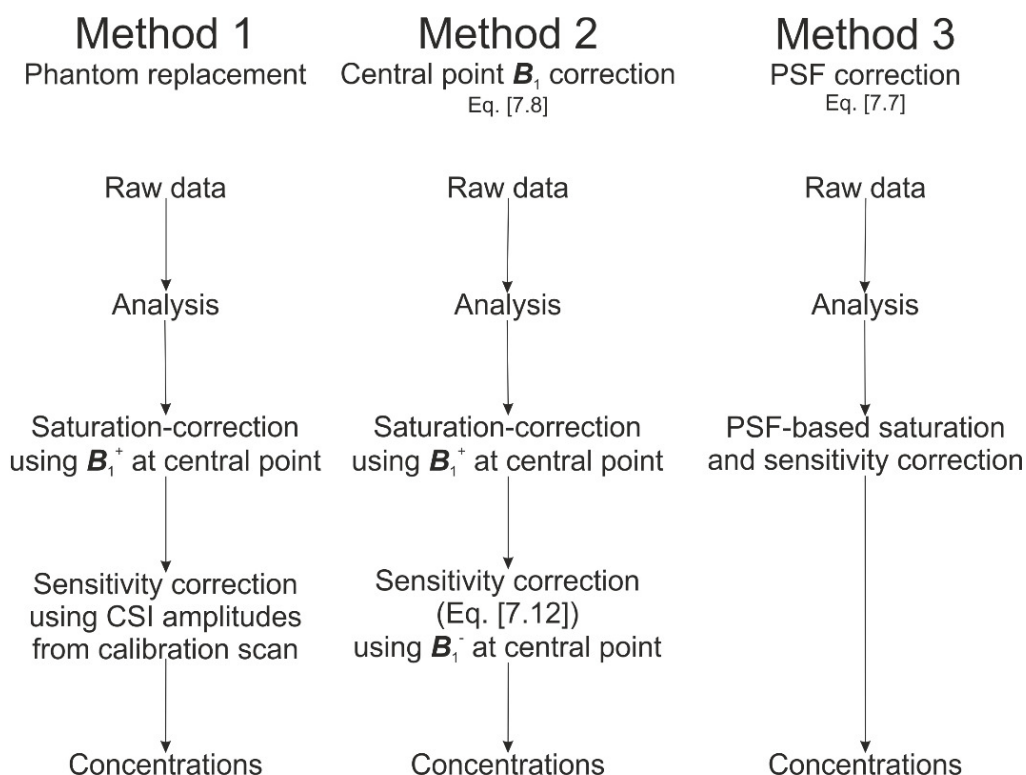 Method 1
Phantom replacement
Raw data
Analysis
Saturation-correction
using B₁⁺ at central point
Sensitivity correction
using CSI amplitudes
from calibration scan
Concentrations
Method 2
Central point B₁ correction
Eq. [7.8]
Raw data
Analysis
Saturation-correction
using B₁⁺ at central point
Sensitivity correction
(Eq. [7.12])
using B₁⁻ at central point
Concentrations
Method 3
PSF correction
Eq. [7.7]
Raw data
Analysis
PSF-based saturation
and sensitivity correction
Concentrations